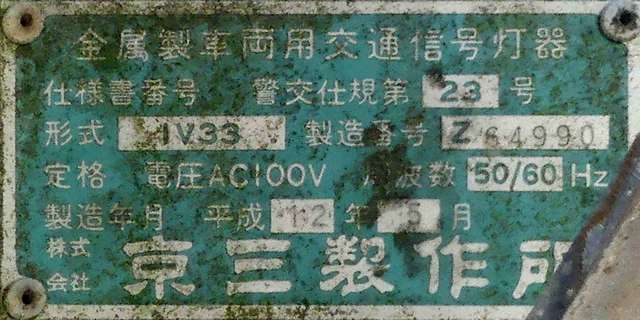 金属製車両用交通信号灯器
仕様書番号 警交仕規第 23 号
形式 1V33 製造番号 Z64990
定格 電圧AC100V 周波数 50/60 Hz
製造年月 平成 12 年 5 月
株式会社 京三製作所